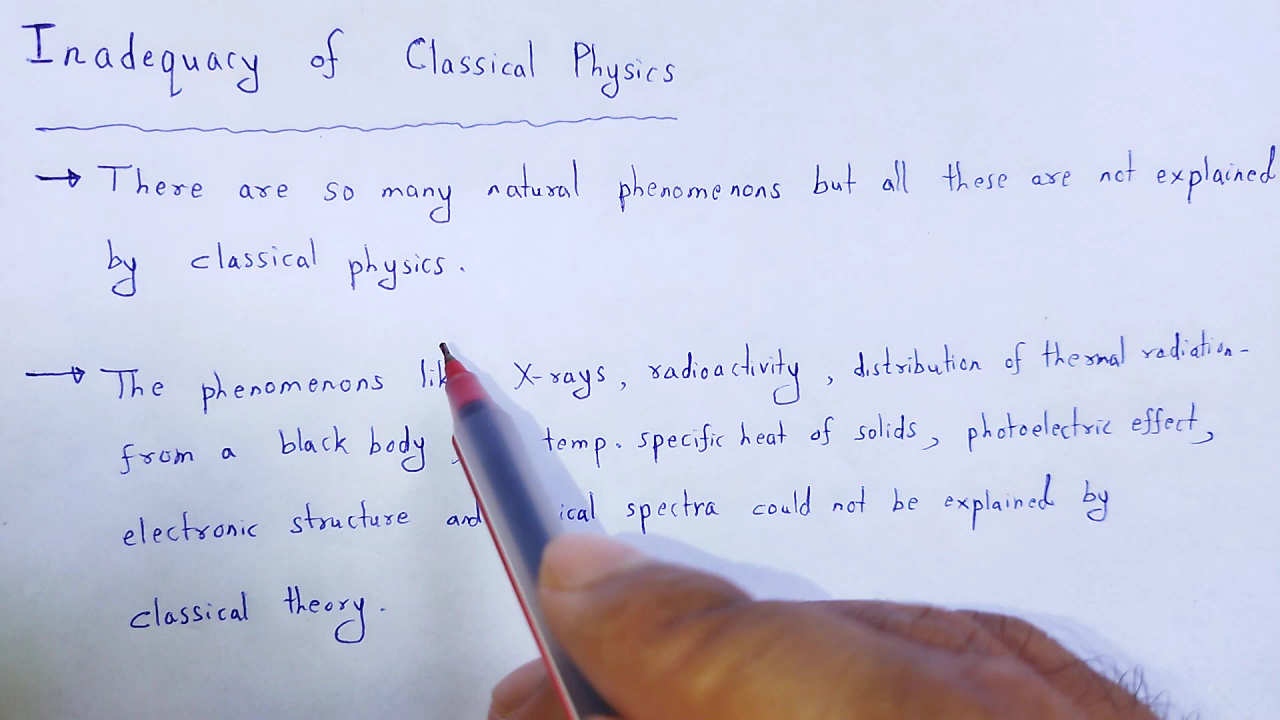 Inadequacy of Classical Physics
→ There are so many natural phenomenons but all these are not explained
by classical physics.
→ The phenomenons X-rays, radioactivity, distribution of thermal radiation-
from a black body temp. specific heat of solids, photoelectric effect,
electronic structure and spectra could not be explained by
classical theory.